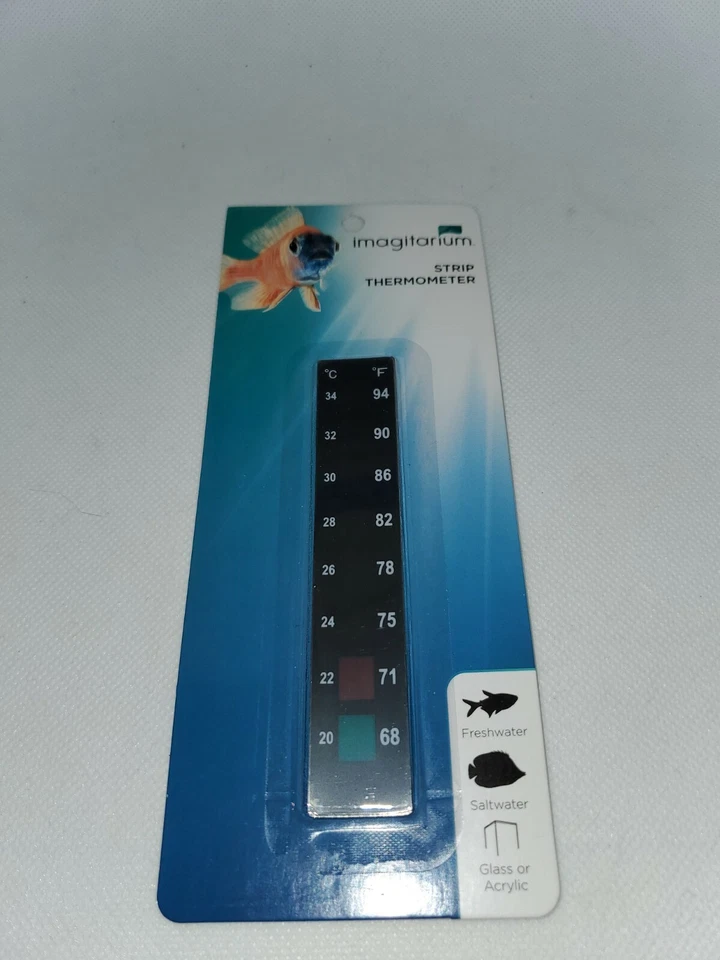 imagitarium
STRIP
THERMOMETER
°C °F
34 94
32 90
30 86
28 82
26 78
24 75
22 71
20 68
Freshwater
Saltwater
Glass or
Acrylic